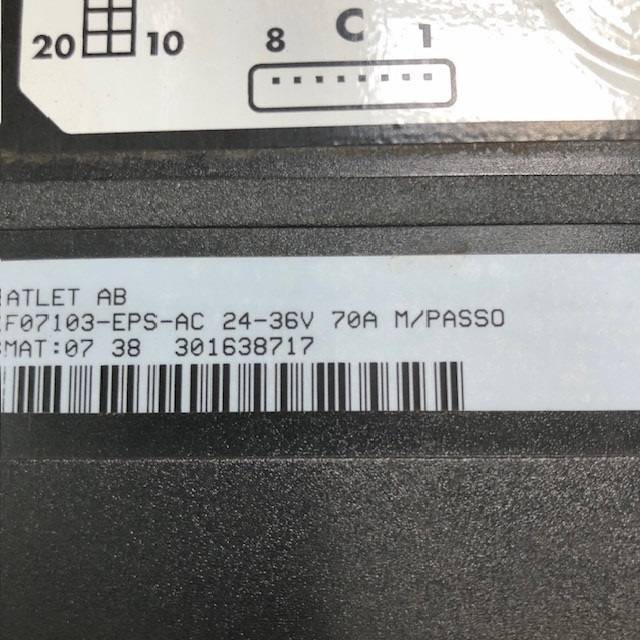 20 10 8 C 1
ATLET AB
F07103-EPS-AC 24-36V 70A M/PASSO
MAT:07 38 301638717